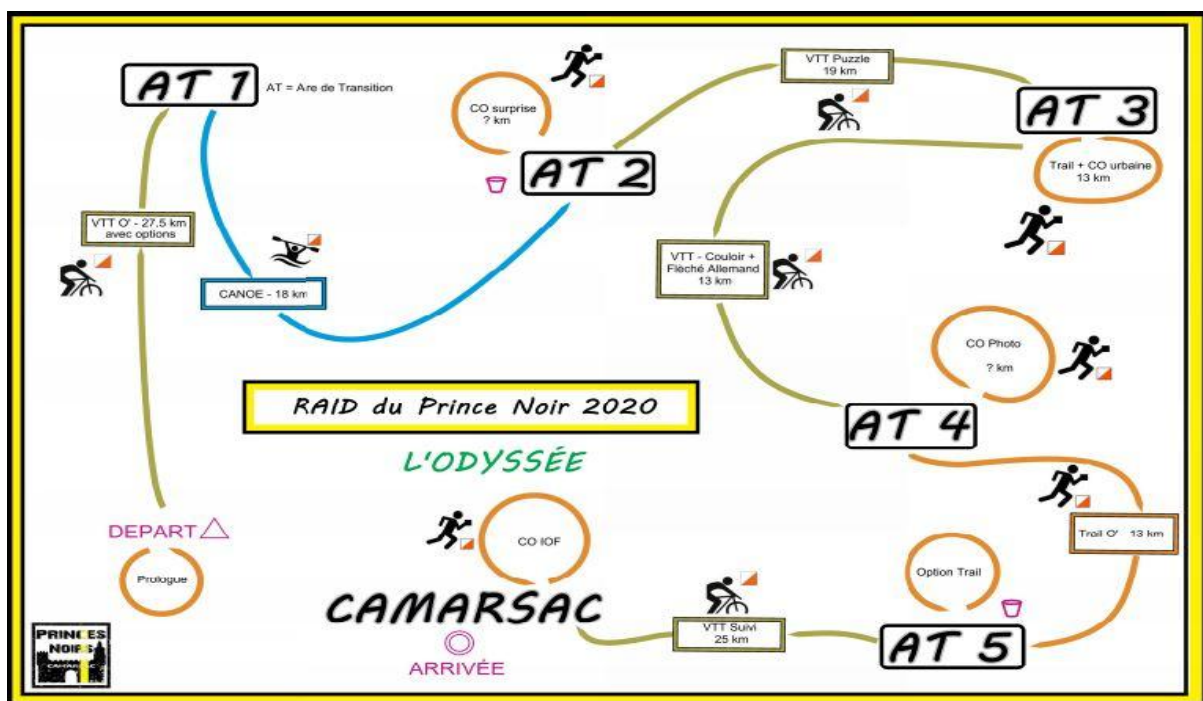 AT 1
AT = Are de Transition
CO surprise
? km
AT 2
VTT Puzzle
19 km
AT 3
Trail + CO urbaine
13 km
VTT O' - 27,5 km
avec options
CANOE - 18 km
VTT - Couloir +
Flèché Allemand
13 km
CO Photo
? km
AT 4
RAID du Prince Noir 2020
L'ODYSSÉE
DEPART
Prologue
CO IOF
Trail O' 13 km
Option Trail
CAMARSAC
VTT Suivi
25 km
AT 5
ARRIVÉE
PRINCES
NOIRS
CAMARSAC